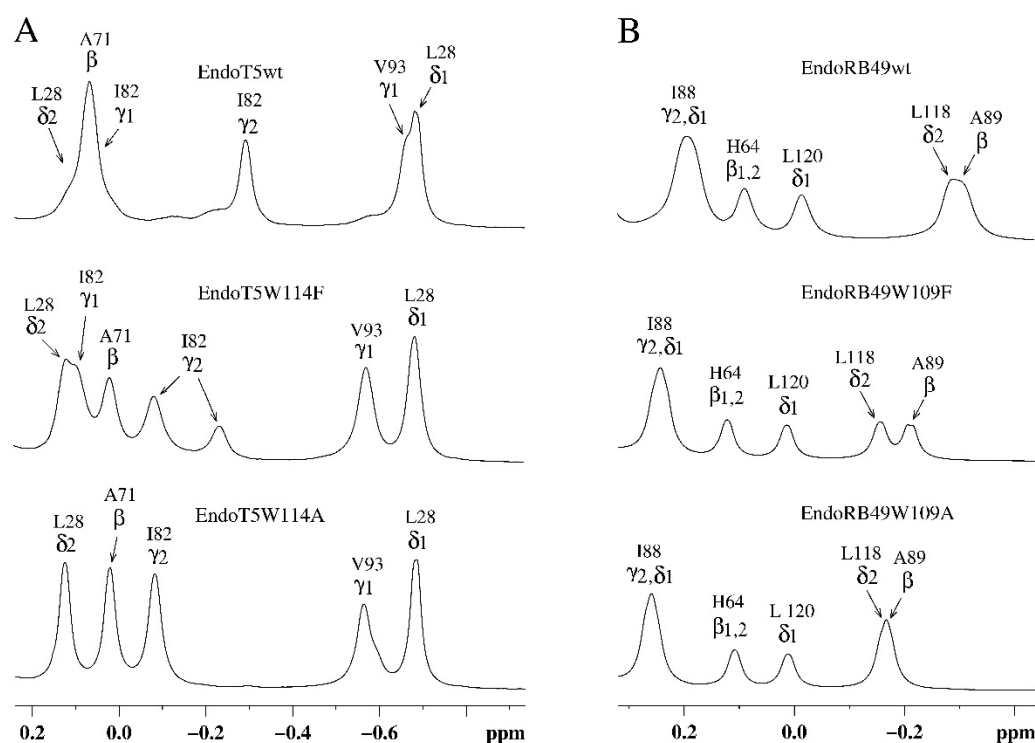 A
EndoT5wt
L28
δ2
A71
β
I82
γ1
I82
γ2
V93
γ1
L28
δ1
EndoT5W114F
L28
δ2
I82
γ1
A71
β
I82
γ2
V93
γ1
L28
δ1
EndoT5W114A
L28
δ2
A71
β
I82
γ2
V93
γ1
L28
δ1
0.2 0.0 −0.2 −0.4 −0.6 ppm
B
EndoRB49wt
I88
γ2,δ1
H64
β1,2
L120
δ1
L118
δ2
A89
β
EndoRB49W109F
I88
γ2,δ1
H64
β1,2
L120
δ1
L118
δ2
A89
β
EndoRB49W109A
I88
γ2,δ1
H64
β1,2
L 120
δ1
L118
δ2
A89
β
0.2 0.0 −0.2 ppm